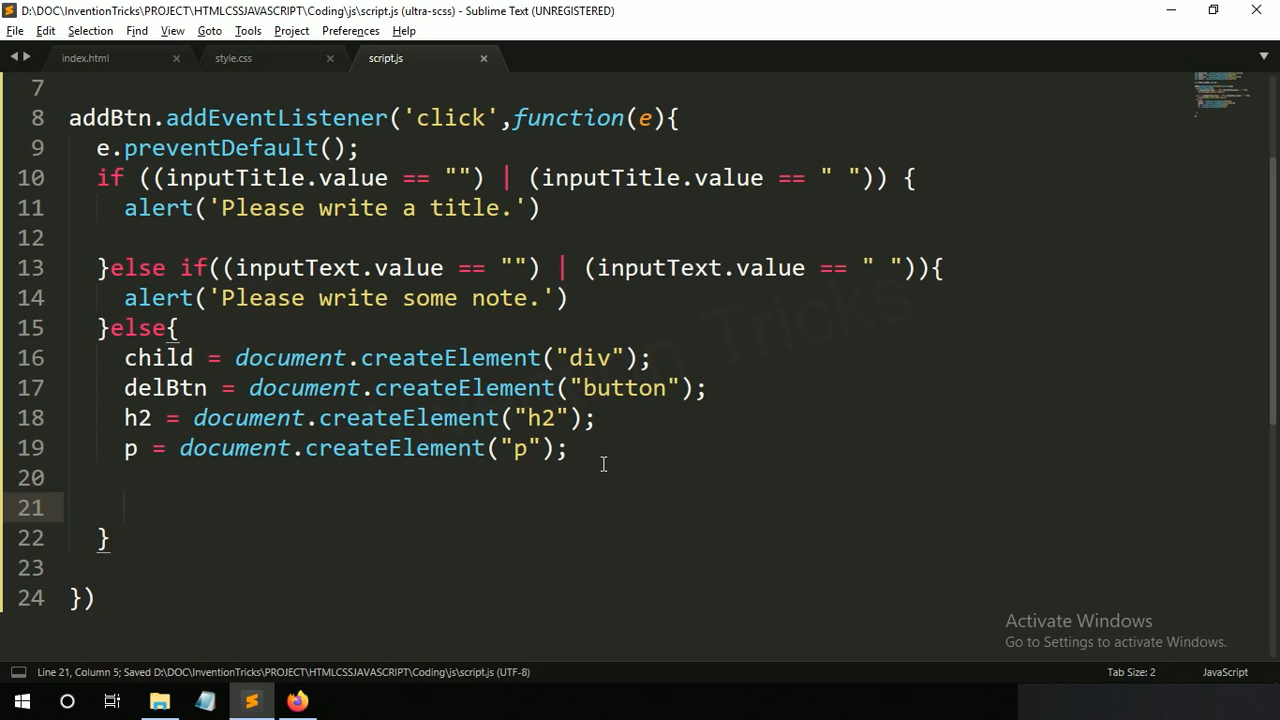 D:\DOC\InventionTricks\PROJECT\HTMLCSSJAVASCRIPT\Coding\js\script.js (ultra-scss) - Sublime Text (UNREGISTERED)
File Edit Selection Find View Goto Tools Project Preferences Help
index.html style.css script.js
7
8 addBtn.addEventListener('click',function(e){
9 e.preventDefault();
10 if ((inputTitle.value == "") | (inputTitle.value == " ")) {
11 alert('Please write a title.')
12
13 }else if((inputText.value == "") | (inputText.value == " ")){
14 alert('Please write some note.')
15 }else{
16 child = document.createElement("div");
17 delBtn = document.createElement("button");
18 h2 = document.createElement("h2");
19 p = document.createElement("p");
20
21
22 }
23
24 })
Tricks
Activate Windows
Go to Settings to activate Windows.
Line 21, Column 5; Saved D:\DOC\InventionTricks\PROJECT\HTMLCSSJAVASCRIPT\Coding\js\script.js (UTF-8) Tab Size: 2 JavaScript